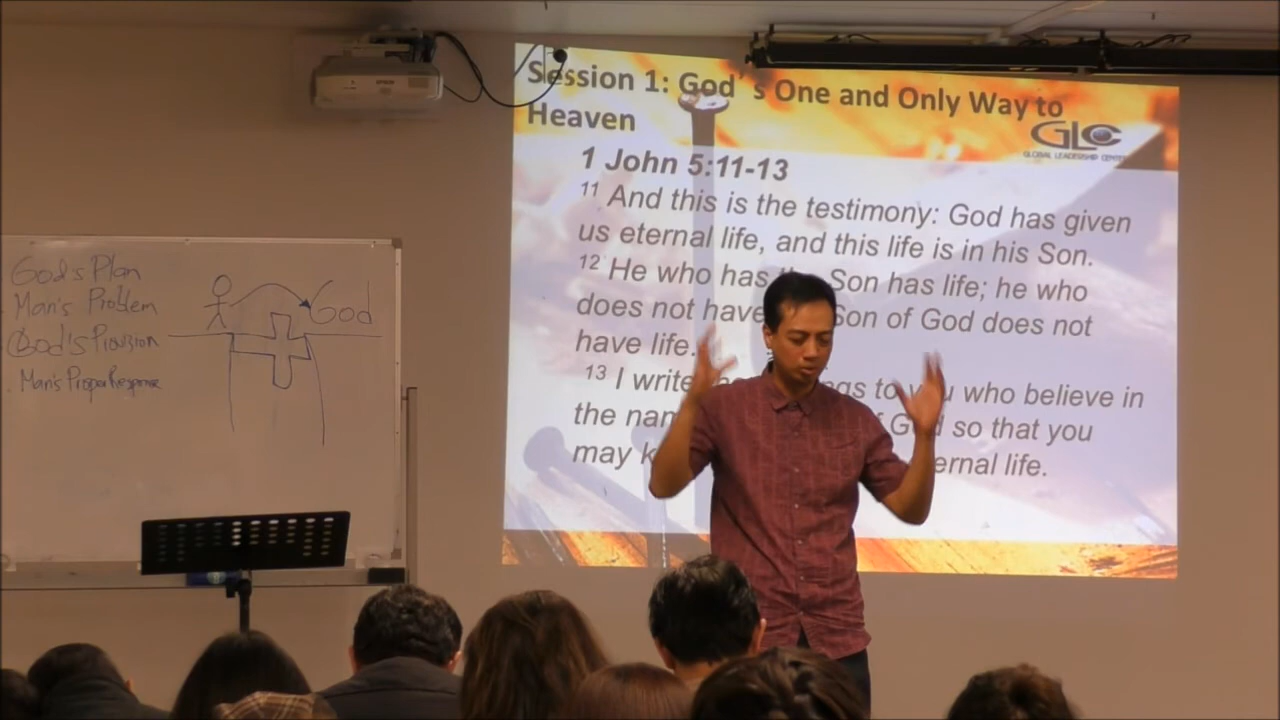 Session 1: God's One and Only Way to
Heaven
GLC
GLOBAL LEADERSHIP CENTER
1 John 5:11-13
11 And this is the testimony: God has given
us eternal life, and this life is in his Son.
12 He who has Son has life; he who
does not have Son of God does not
have life.
13 I write to you who believe in
the of God so that you
may ernal life.
God's Plan
Man's Problem
God's Provision
Man's Proper Response
God
EPSON